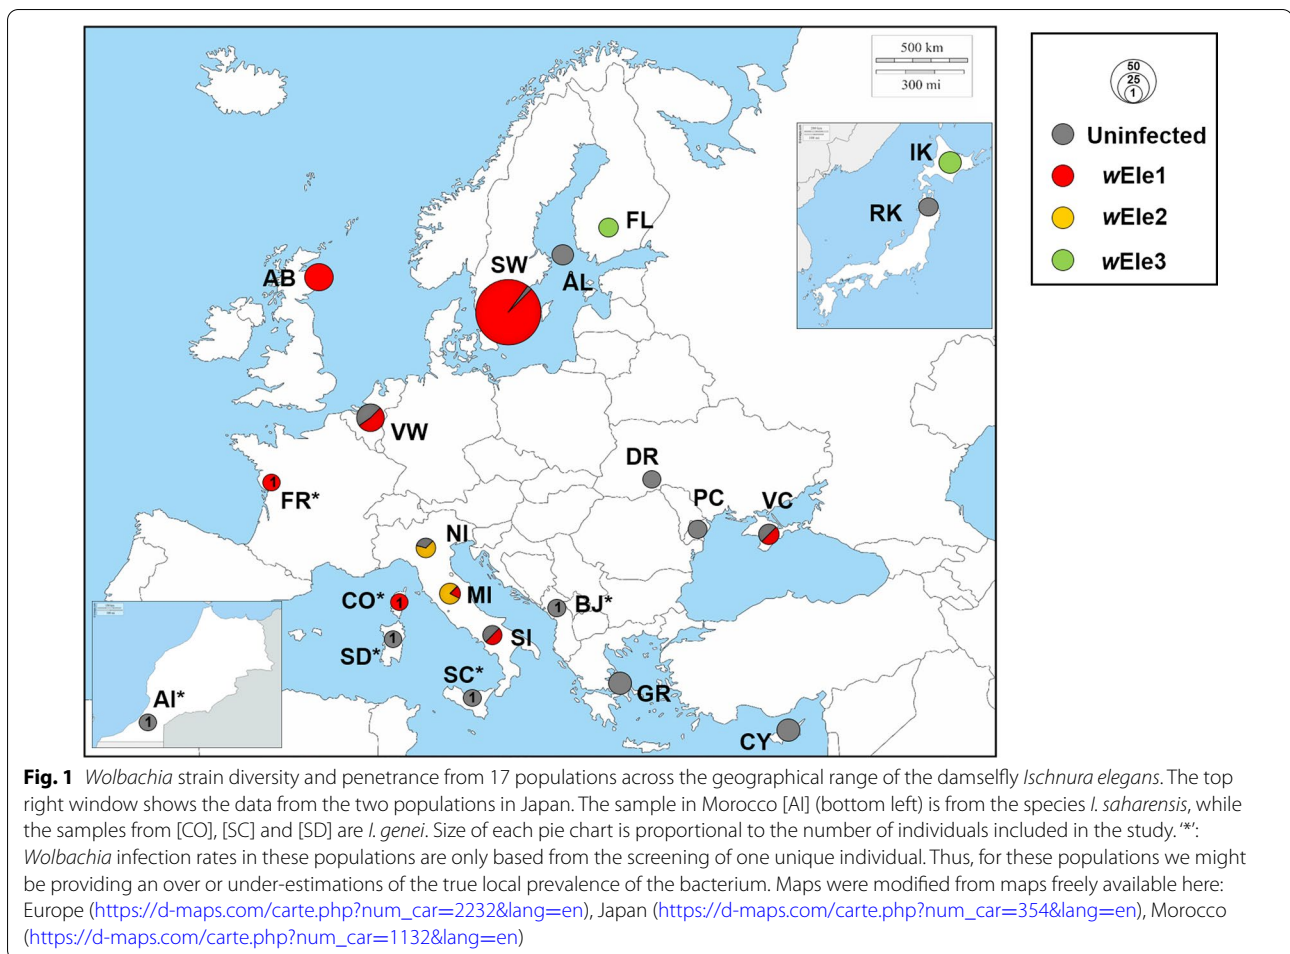 500 km
300 mi
50
25
1
Uninfected
wEle1
wEle2
wEle3
IK
RK
FL
ÅL
SW
AB
VW
FR*
1
DR
PC
VC
NI
MI
CO*
1
SD*
1
SI
BJ*
1
SC*
1
GR
CY
AI*
1
Fig. 1 Wolbachia strain diversity and penetrance from 17 populations across the geographical range of the damselfly Ischnura elegans. The top
right window shows the data from the two populations in Japan. The sample in Morocco [AI] (bottom left) is from the species I. saharensis, while
the samples from [CO], [SC] and [SD] are I. genei. Size of each pie chart is proportional to the number of individuals included in the study. ‘*’:
Wolbachia infection rates in these populations are only based from the screening of one unique individual. Thus, for these populations we might
be providing an over or under-estimations of the true local prevalence of the bacterium. Maps were modified from maps freely available here:
Europe (https://d-maps.com/carte.php?num_car=2232&lang=en), Japan (https://d-maps.com/carte.php?num_car=354&lang=en), Morocco
(https://d-maps.com/carte.php?num_car=1132&lang=en)